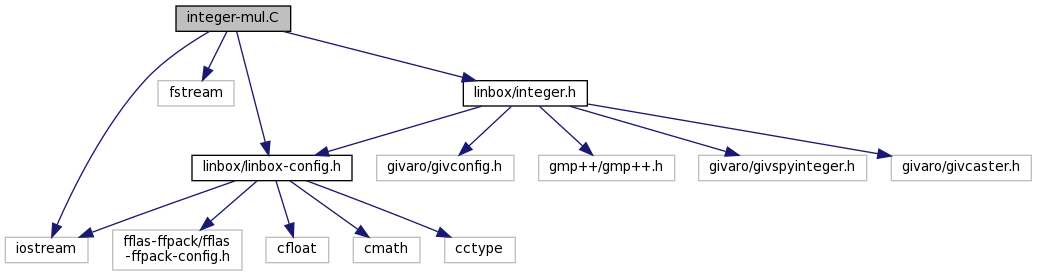 integer-mul.C
fstream
linbox/integer.h
linbox/linbox-config.h
givaro/givconfig.h
gmp++/gmp++.h
givaro/givspyinteger.h
givaro/givcaster.h
iostream
fflas-ffpack/fflas
-ffpack-config.h
cfloat
cmath
cctype